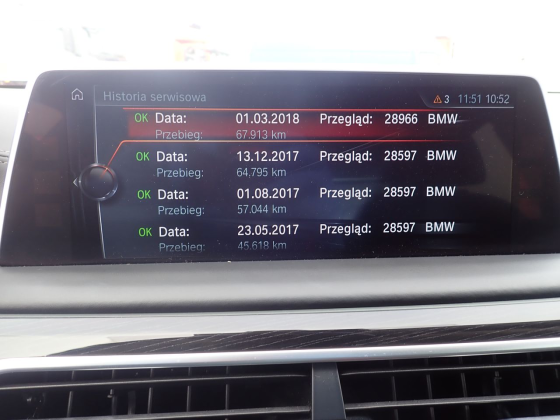 Historia serwisowa 3 11:51 10:52
OK Data: 01.03.2018 Przegląd: 28966 BMW
Przebieg: 67.913 km
OK Data: 13.12.2017 Przegląd: 28597 BMW
Przebieg: 64.795 km
OK Data: 01.08.2017 Przegląd: 28597 BMW
Przebieg: 57.044 km
OK Data: 23.05.2017 Przegląd: 28597 BMW
Przebieg: 45.618 km